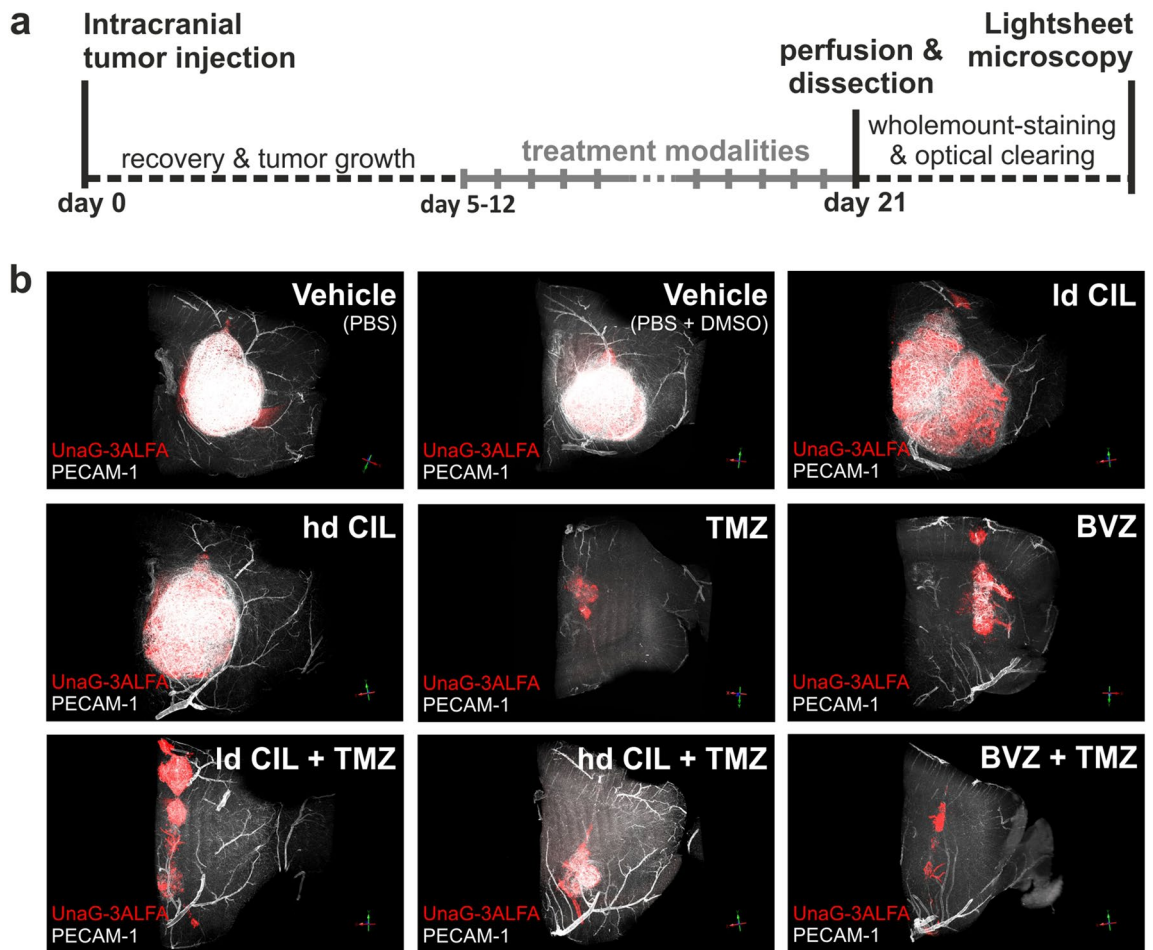 a
Intracranial
tumor injection
perfusion &
dissection
Lightsheet
microscopy
recovery & tumor growth
treatment modalities
wholemount-staining
& optical clearing
day 0
day 5-12
day 21
b
Vehicle
(PBS)
UnaG-3ALFA
PECAM-1
Vehicle
(PBS + DMSO)
UnaG-3ALFA
PECAM-1
ld CIL
UnaG-3ALFA
PECAM-1
hd CIL
UnaG-3ALFA
PECAM-1
TMZ
UnaG-3ALFA
PECAM-1
BVZ
UnaG-3ALFA
PECAM-1
ld CIL + TMZ
UnaG-3ALFA
PECAM-1
hd CIL + TMZ
UnaG-3ALFA
PECAM-1
BVZ + TMZ
UnaG-3ALFA
PECAM-1